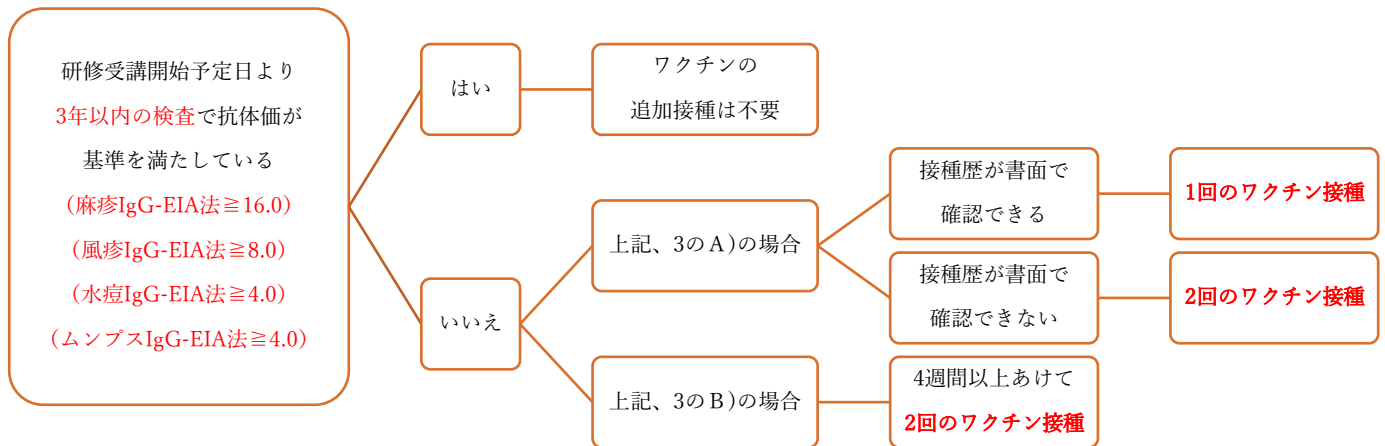 研修受講開始予定日より
3年以内の検査で抗体価が
基準を満たしている
（麻疹IgG-EIA法≧16.0）
（風疹IgG-EIA法≧8.0）
（水痘IgG-EIA法≧4.0）
（ムンプスIgG-EIA法≧4.0）
はい
ワクチンの
追加接種は不要
いいえ
上記、3のＡ)の場合
接種歴が書面で
確認できる
1回のワクチン接種
接種歴が書面で
確認できない
2回のワクチン接種
上記、3のＢ)の場合
4週間以上あけて
2回のワクチン接種